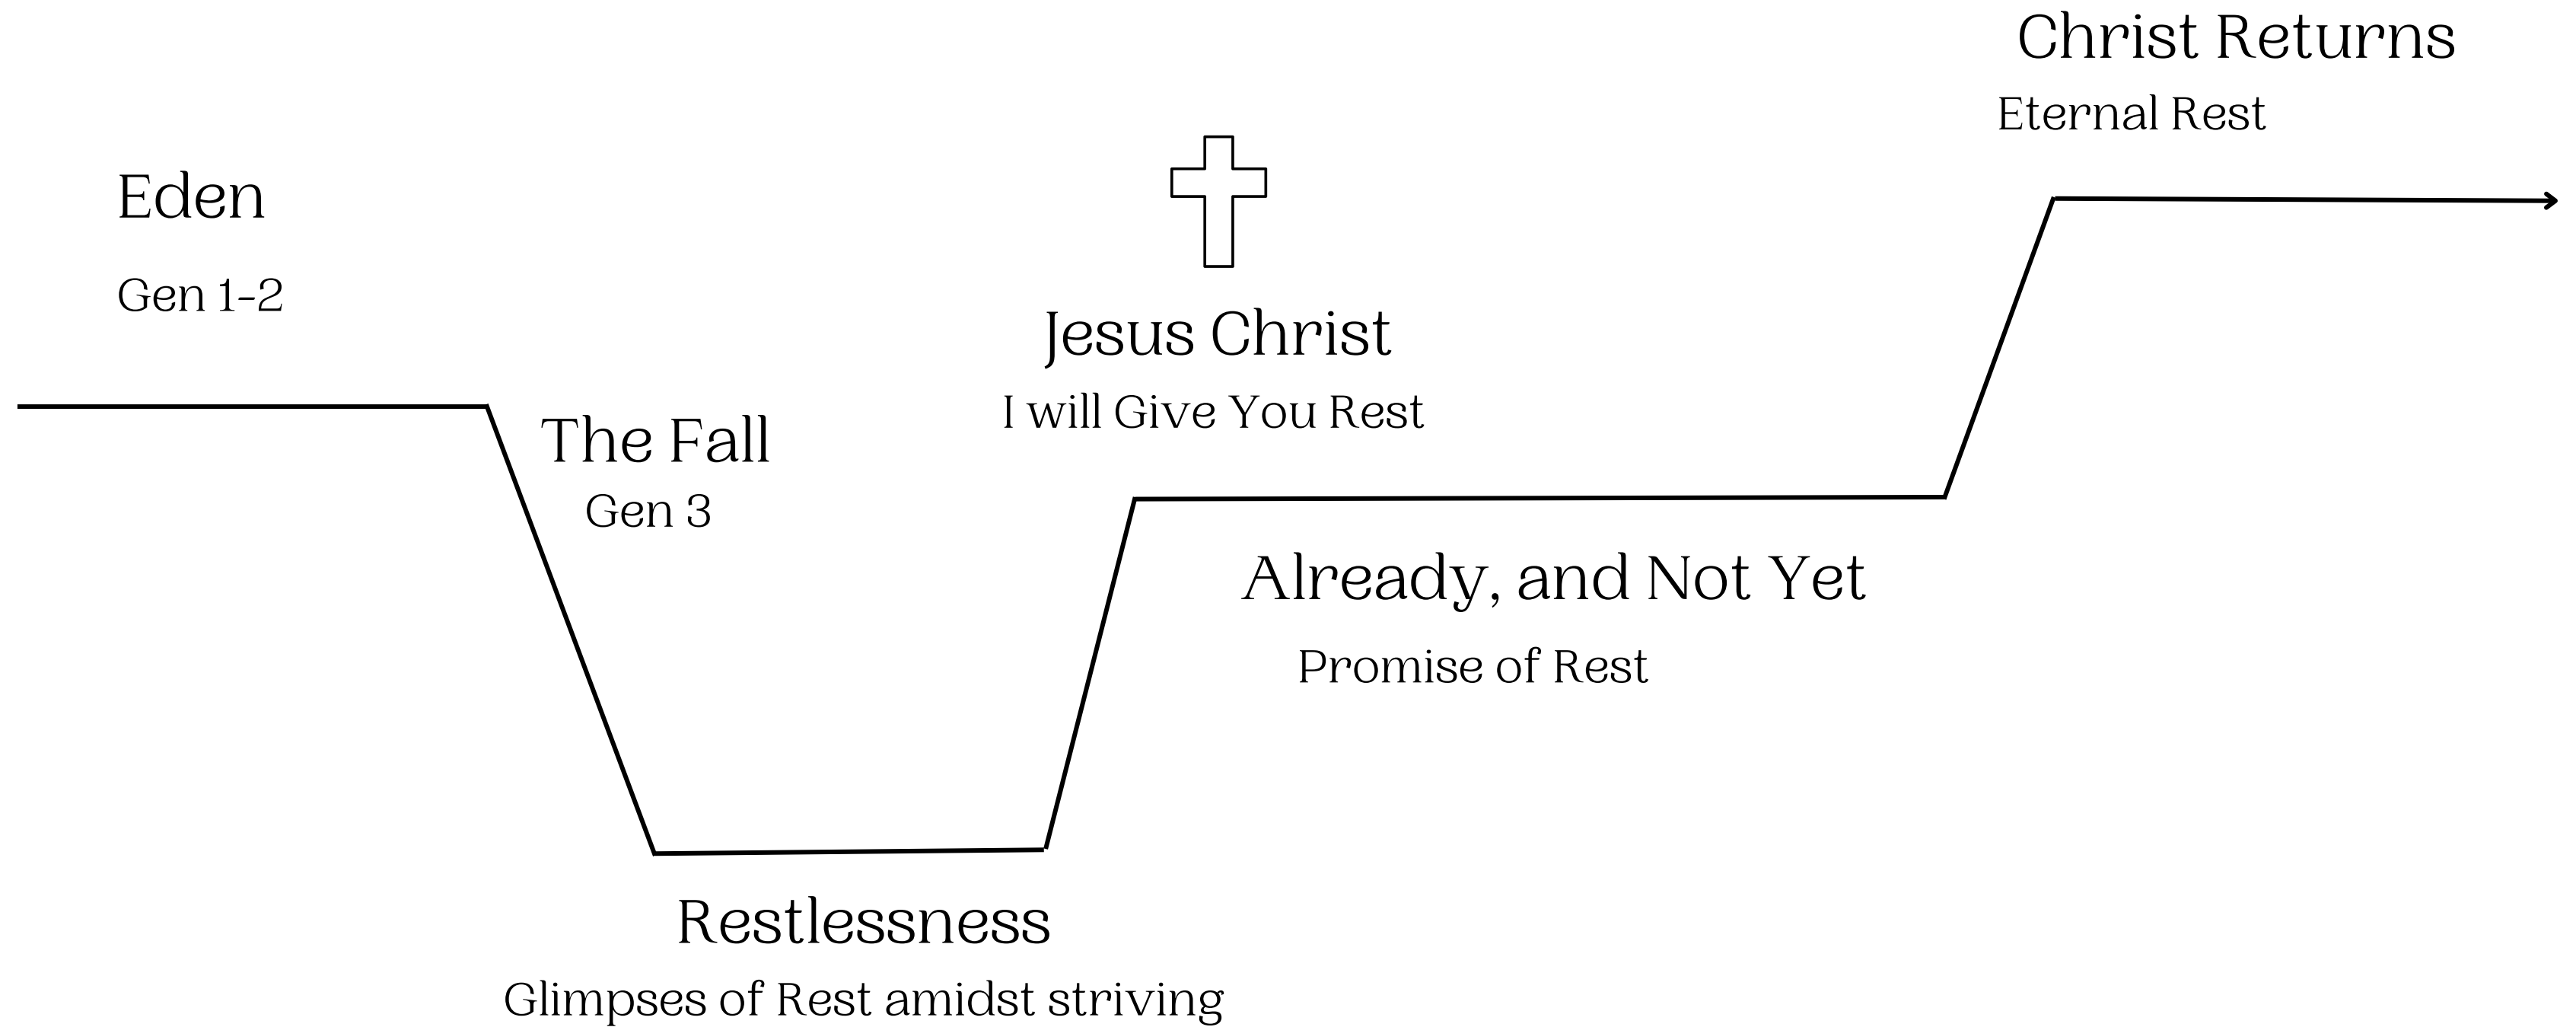 Eden
Gen 1-2
The Fall
Gen 3
Restlessness
Glimpses of Rest amidst striving
Jesus Christ
I will Give You Rest
Already, and Not Yet
Promise of Rest
Christ Returns
Eternal Rest